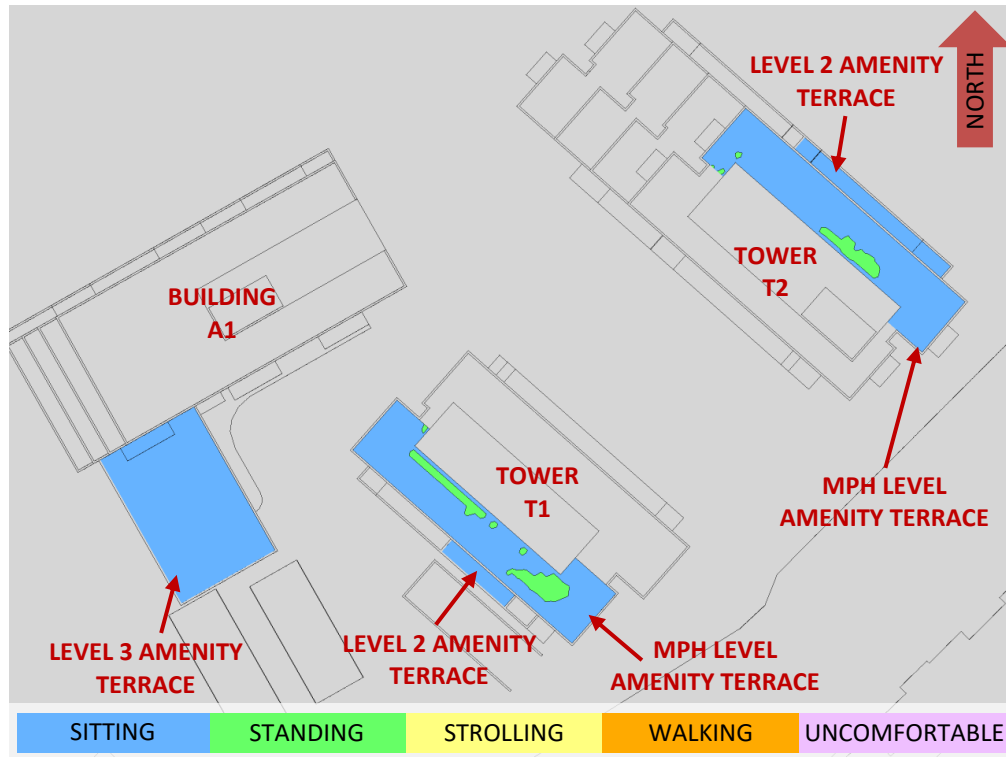 LEVEL 2 AMENITY
TERRACE
NORTH
BUILDING
A1
TOWER
T2
TOWER
T1
MPH LEVEL
AMENITY TERRACE
LEVEL 3 AMENITY
TERRACE
LEVEL 2 AMENITY
TERRACE
MPH LEVEL
AMENITY TERRACE
SITTING
STANDING
STROLLING
WALKING
UNCOMFORTABLE